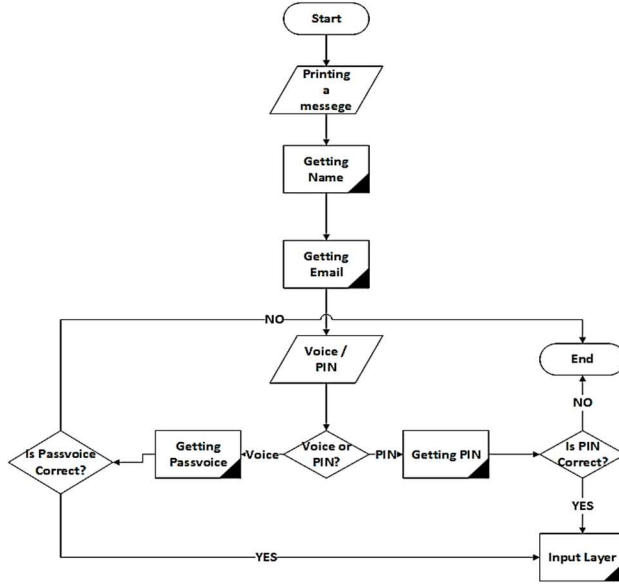 Start
Printing
a
messege
Getting
Name
Getting
Email
NO
Voice /
PIN
End
NO
Is Passvoice
Correct?
Getting
Passvoice
Voice
Voice or
PIN?
PIN
Getting PIN
Is PIN
Correct?
YES
YES
Input Layer